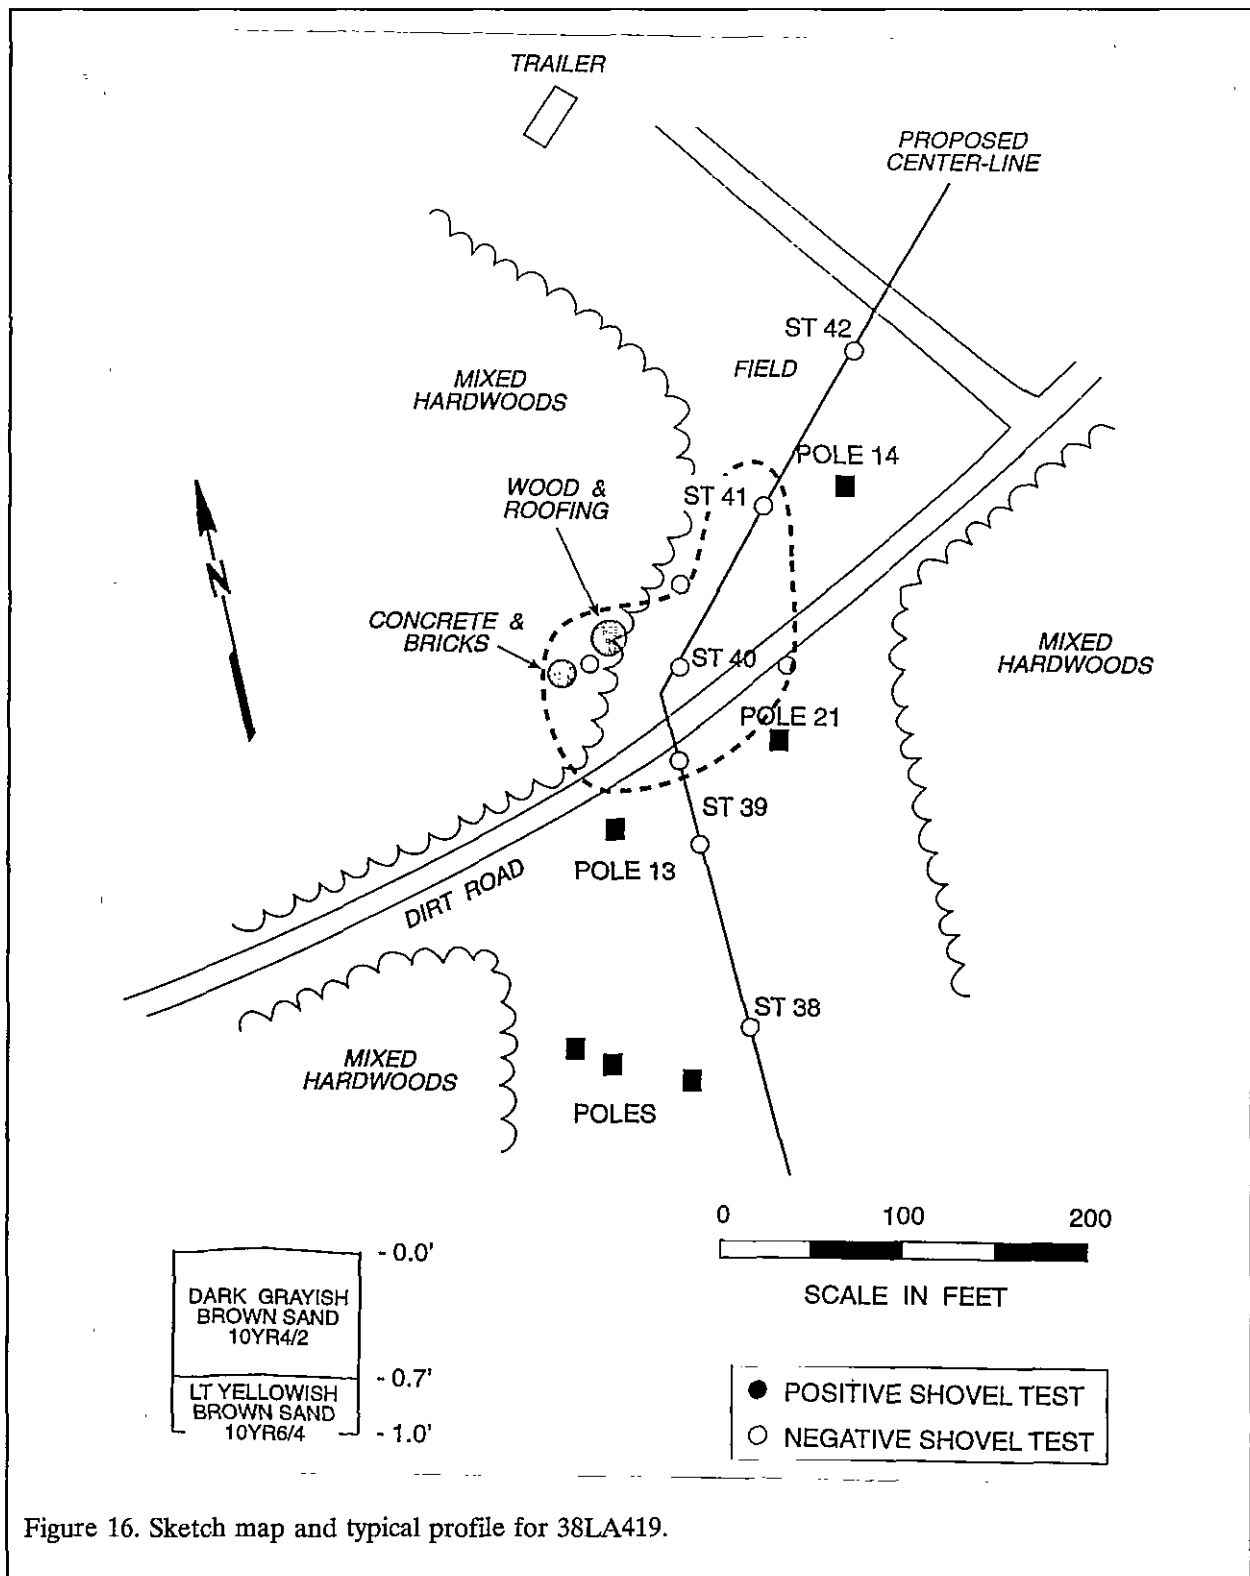 TRAILER
PROPOSED
CENTER-LINE
ST 42
FIELD
MIXED
HARDWOODS
POLE 14
WOOD &
ROOFING
ST 41
N
CONCRETE &
BRICKS
ST 40
MIXED
HARDWOODS
POLE 21
ST 39
POLE 13
DIRT ROAD
ST 38
MIXED
HARDWOODS
POLES
0 100 200
SCALE IN FEET
- 0.0'
DARK GRAYISH
BROWN SAND
10YR4/2
- 0.7'
LT YELLOWISH
BROWN SAND
10YR6/4
- 1.0'
POSITIVE SHOVEL TEST
NEGATIVE SHOVEL TEST
Figure 16. Sketch map and typical profile for 38LA419.